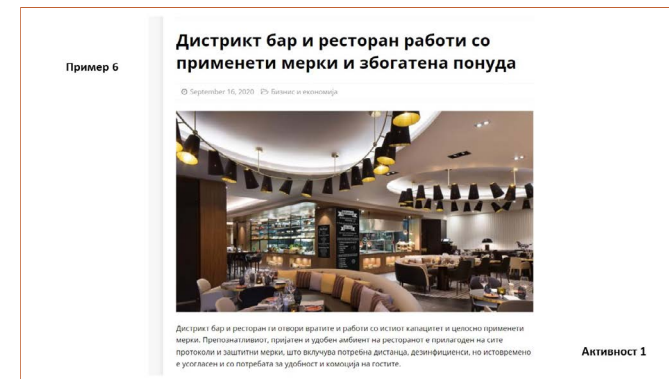 Пример 6
Дистрикт бар и ресторан работи со
применети мерки и збогатена понуда
September 16, 2020 Бизнис и економија
Дистрикт бар и ресторан ги отвори вратите и работи со истиот капацитет и целосно применети
мерки. Препознатливиот, пријатен и удобен амбиент на ресторанот е прилагоден на сите
протоколи и заштитни мерки, што вклучува потребна дистанца, дезинфициенси, но истовремено
е усогласен и со потребата за удобност и комоција на гостите.
Активност 1